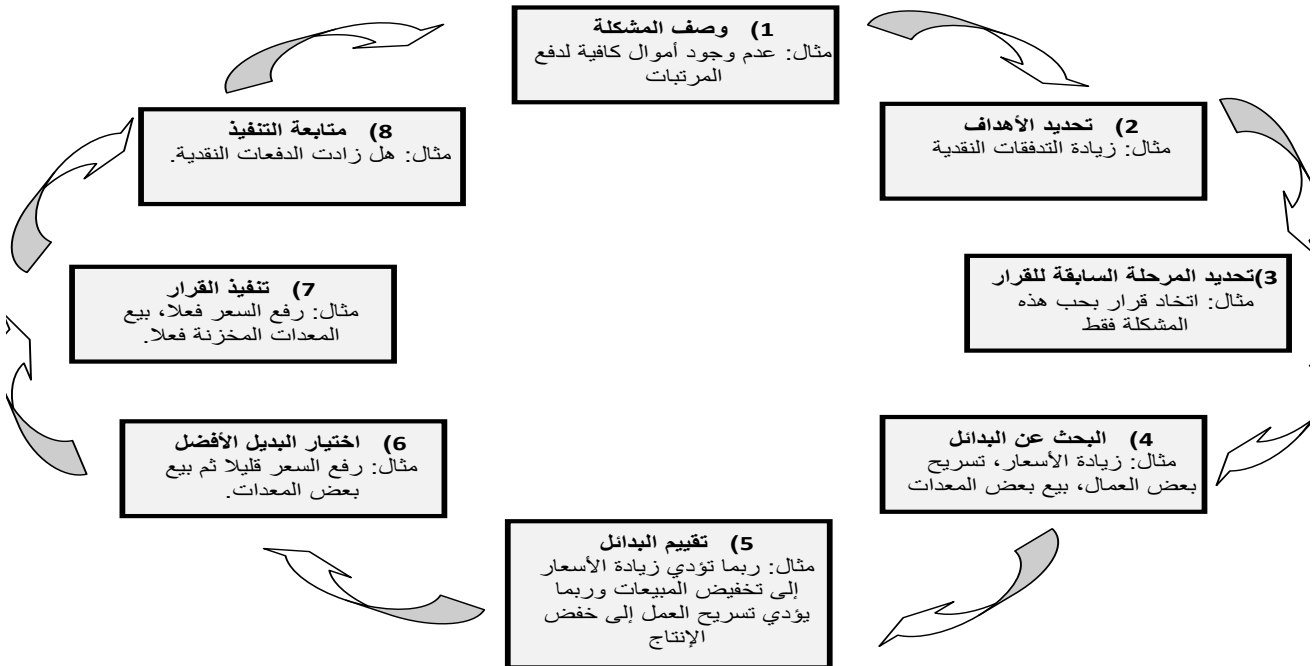 1) وصف المشكلة
مثال: عدم وجود أموال كافية لدفع
المرتبات
2) تحديد الأهداف
مثال: زيادة التدفقات النقدية
3)تحديد المرحلة السابقة للقرار
مثال: اتخاد قرار بحب هذه
المشكلة فقط
4) البحث عن البدائل
مثال: زيادة الأسعار، تسريح
بعض العمال، بيع بعض المعدات
5) تقييم البدائل
مثال: ربما تؤدي زيادة الأسعار
إلى تخفيض المبيعات وربما
يؤدي تسريح العمل إلى خفض
الإنتاج
6) اختيار البديل الأفضل
مثال: رفع السعر قليلا ثم بيع
بعض المعدات.
7) تنفيذ القرار
مثال: رفع السعر فعلا، بيع
المعدات المخزنة فعلا.
8) متابعة التنفيذ
مثال: هل زادت الدفعات النقدية.